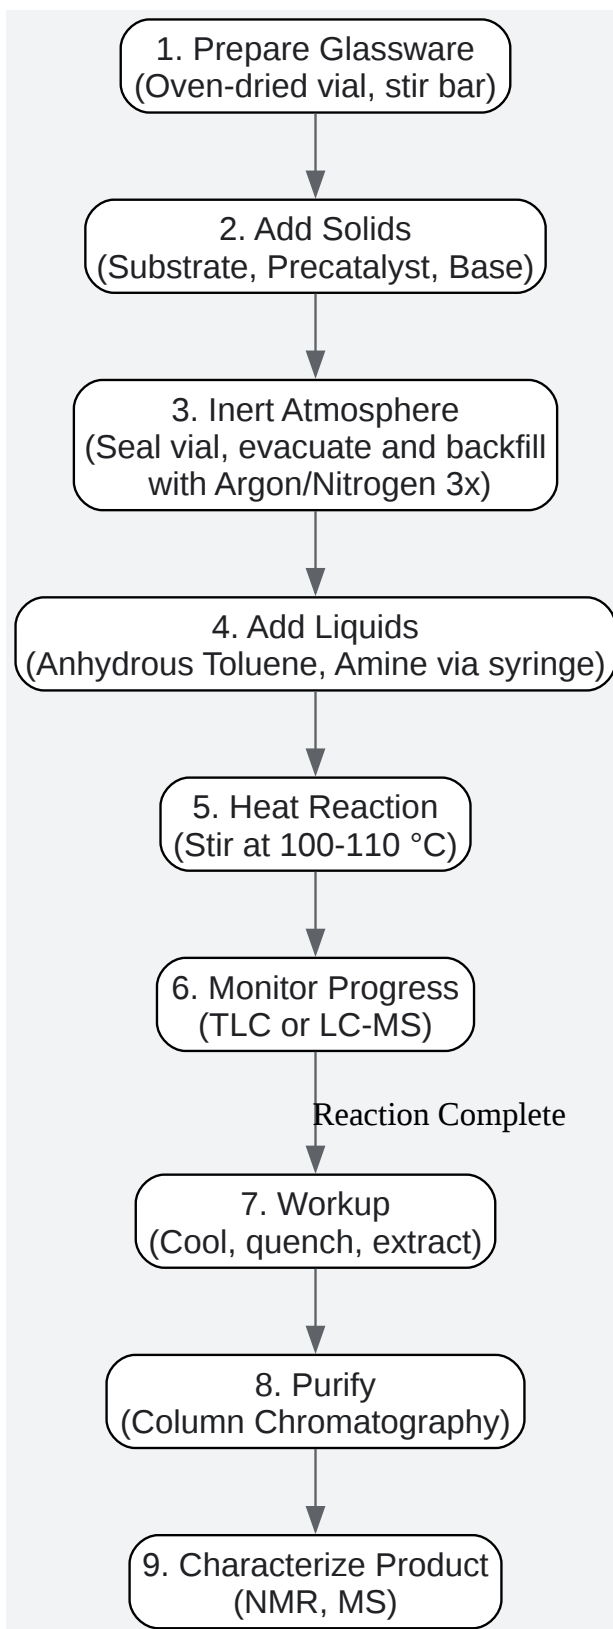 1. Prepare Glassware
(Oven-dried vial, stir bar)
2. Add Solids
(Substrate, Precatalyst, Base)
3. Inert Atmosphere
(Seal vial, evacuate and backfill
with Argon/Nitrogen 3x)
4. Add Liquids
(Anhydrous Toluene, Amine via syringe)
5. Heat Reaction
(Stir at 100-110 °C)
6. Monitor Progress
(TLC or LC-MS)
Reaction Complete
7. Workup
(Cool, quench, extract)
8. Purify
(Column Chromatography)
9. Characterize Product
(NMR, MS)